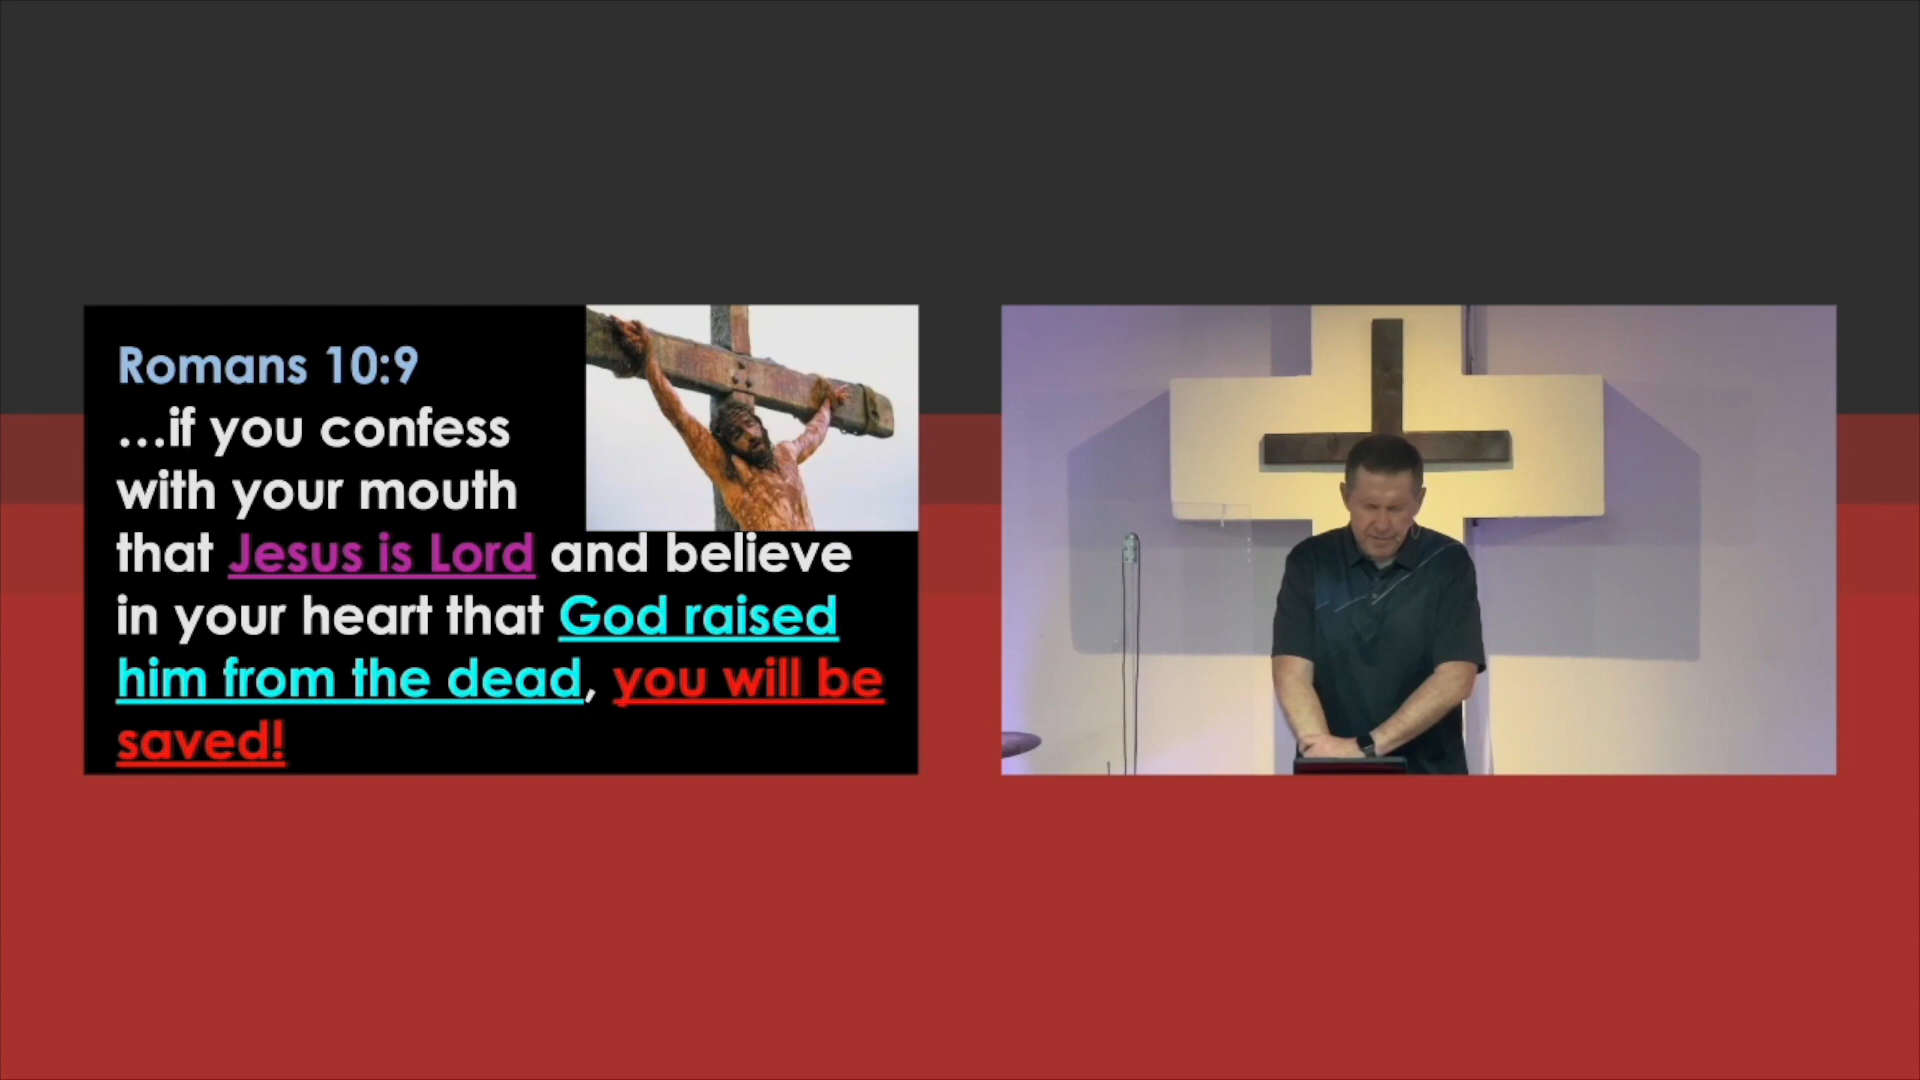 Romans 10:9
…if you confess
with your mouth
that Jesus is Lord and believe
in your heart that God raised
him from the dead, you will be
saved!